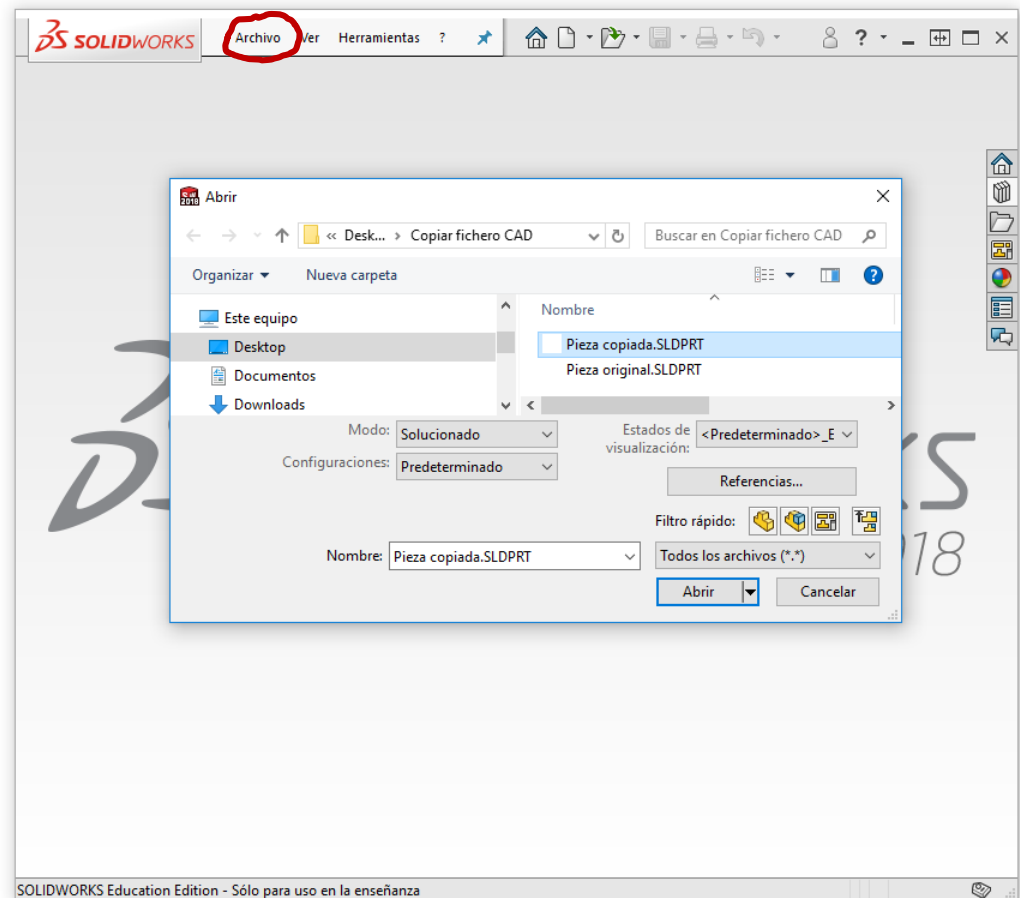 SOLIDWORKS Archivo Ver Herramientas ? ?
Abrir
« Desk... > Copiar fichero CAD Buscar en Copiar fichero CAD
Organizar Nueva carpeta ?
Este equipo
Desktop
Documentos
Downloads
Nombre
Pieza copiada.SLDPRT
Pieza original.SLDPRT
Modo: Solucionado
Configuraciones: Predeterminado
Estados de visualización: <Predeterminado>_E
Referencias...
Filtro rápido:
Nombre: Pieza copiada.SLDPRT Todos los archivos (*.*)
Abrir Cancelar
SOLIDWORKS Education Edition - Sólo para uso en la enseñanza